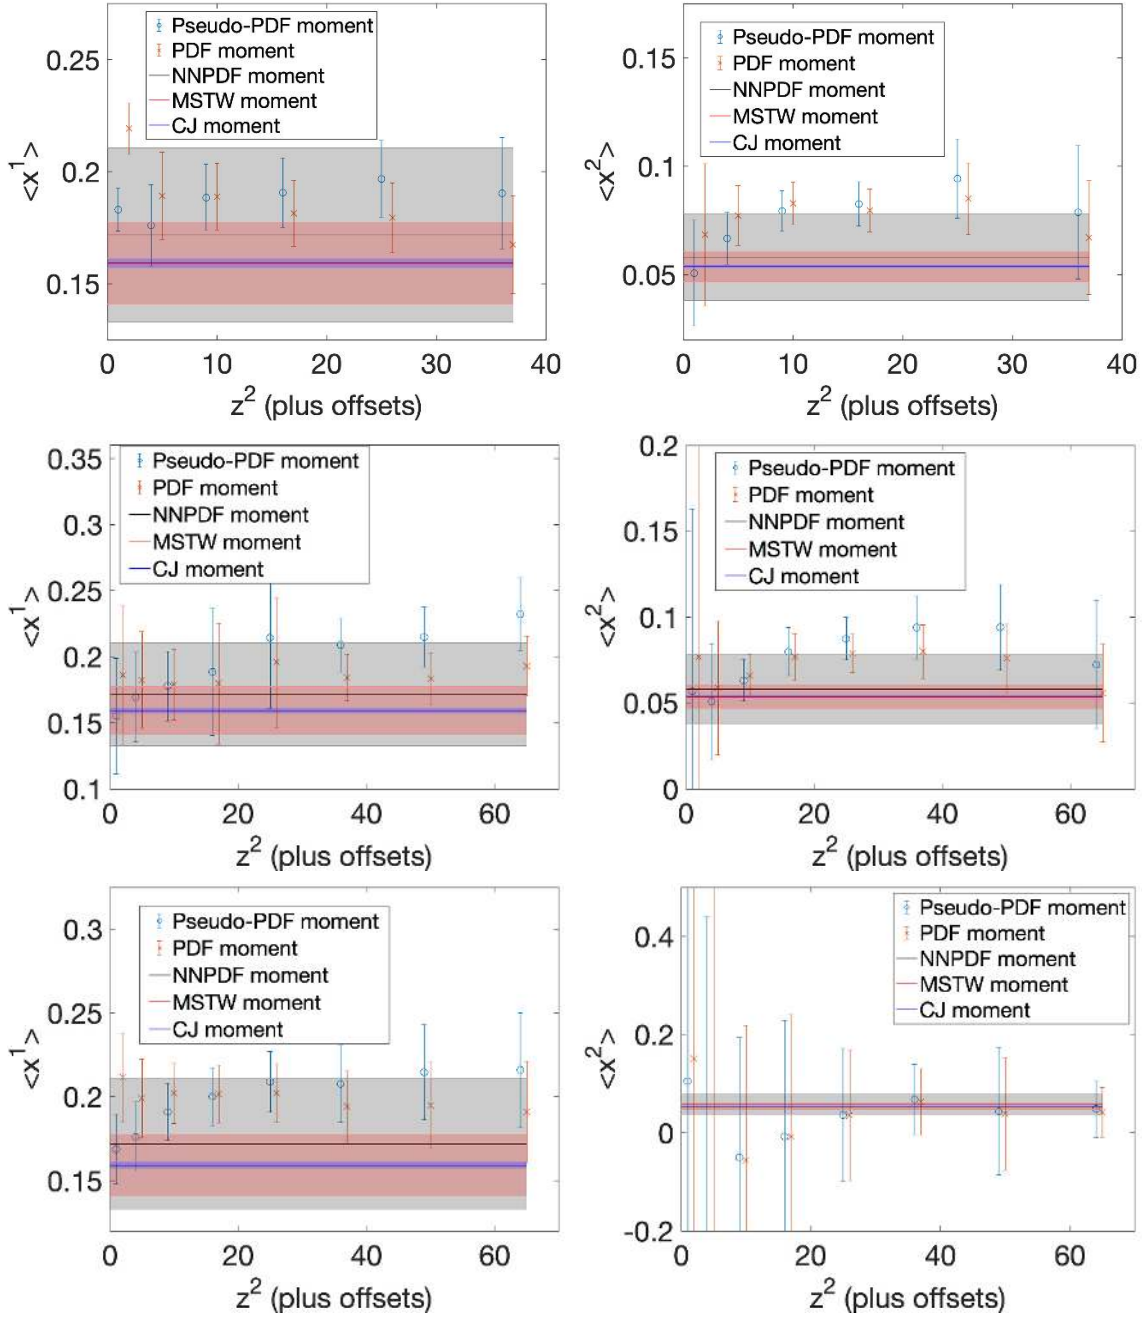 Pseudo-PDF moment
PDF moment
NNPDF moment
MSTW moment
CJ moment
0.25
0.2
0.15
<x¹>
0 10 20 30 40
z² (plus offsets)
Pseudo-PDF moment
PDF moment
NNPDF moment
MSTW moment
CJ moment
0.15
0.1
0.05
<x²>
0 10 20 30 40
z² (plus offsets)
Pseudo-PDF moment
PDF moment
NNPDF moment
MSTW moment
CJ moment
0.35
0.3
0.25
0.2
0.15
0.1
<x¹>
0 20 40 60
z² (plus offsets)
Pseudo-PDF moment
PDF moment
NNPDF moment
MSTW moment
CJ moment
0.2
0.15
0.1
0.05
0
<x²>
0 20 40 60
z² (plus offsets)
Pseudo-PDF moment
PDF moment
NNPDF moment
MSTW moment
CJ moment
0.3
0.25
0.2
0.15
<x¹>
0 20 40 60
z² (plus offsets)
Pseudo-PDF moment
PDF moment
NNPDF moment
MSTW moment
CJ moment
0.4
0.2
0
-0.2
<x²>
0 20 40 60
z² (plus offsets)